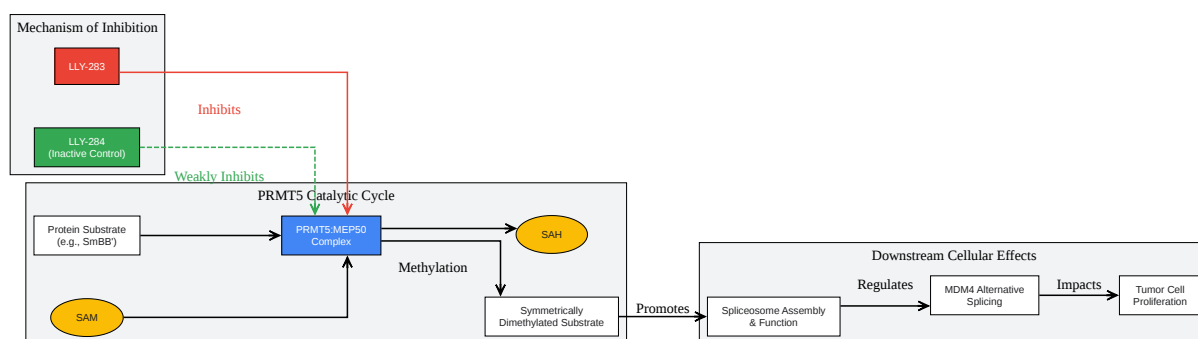 Mechanism of Inhibition
LLY-283
Inhibits
LLY-284
(Inactive Control)
Weakly Inhibits
PRMT5 Catalytic Cycle
Protein Substrate
(e.g., SmBB')
PRMT5:MEP50
Complex
SAH
Methylation
SAM
Symmetrically
Dimethylated Substrate
Promotes
Downstream Cellular Effects
Spliceosome Assembly
& Function
Regulates
MDM4 Alternative
Splicing
Impacts
Tumor Cell
Proliferation